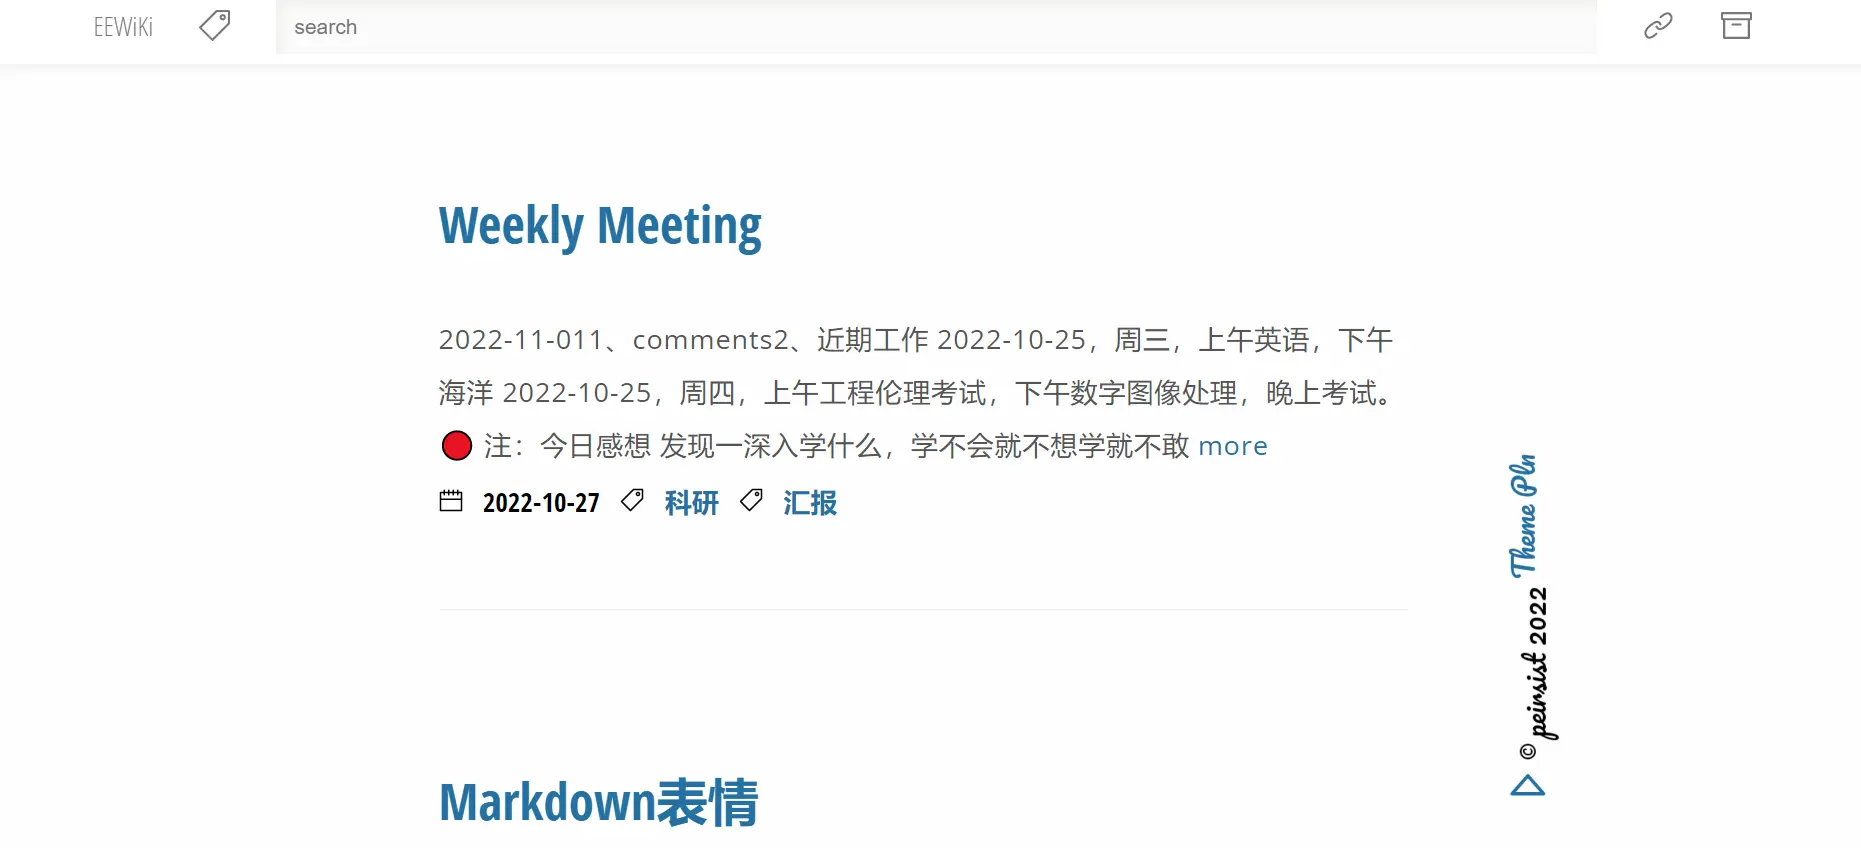 EEWiKi
search
Weekly Meeting
2022-11-011、comments2、近期工作 2022-10-25，周三，上午英语，下午
海洋 2022-10-25，周四，上午工程伦理考试，下午数字图像处理，晚上考试。
注：今日感想 发现一深入学什么，学不会就不想学就不敢 more
2022-10-27 科研 汇报
© peirsist 2022 Theme Pln
Markdown表情